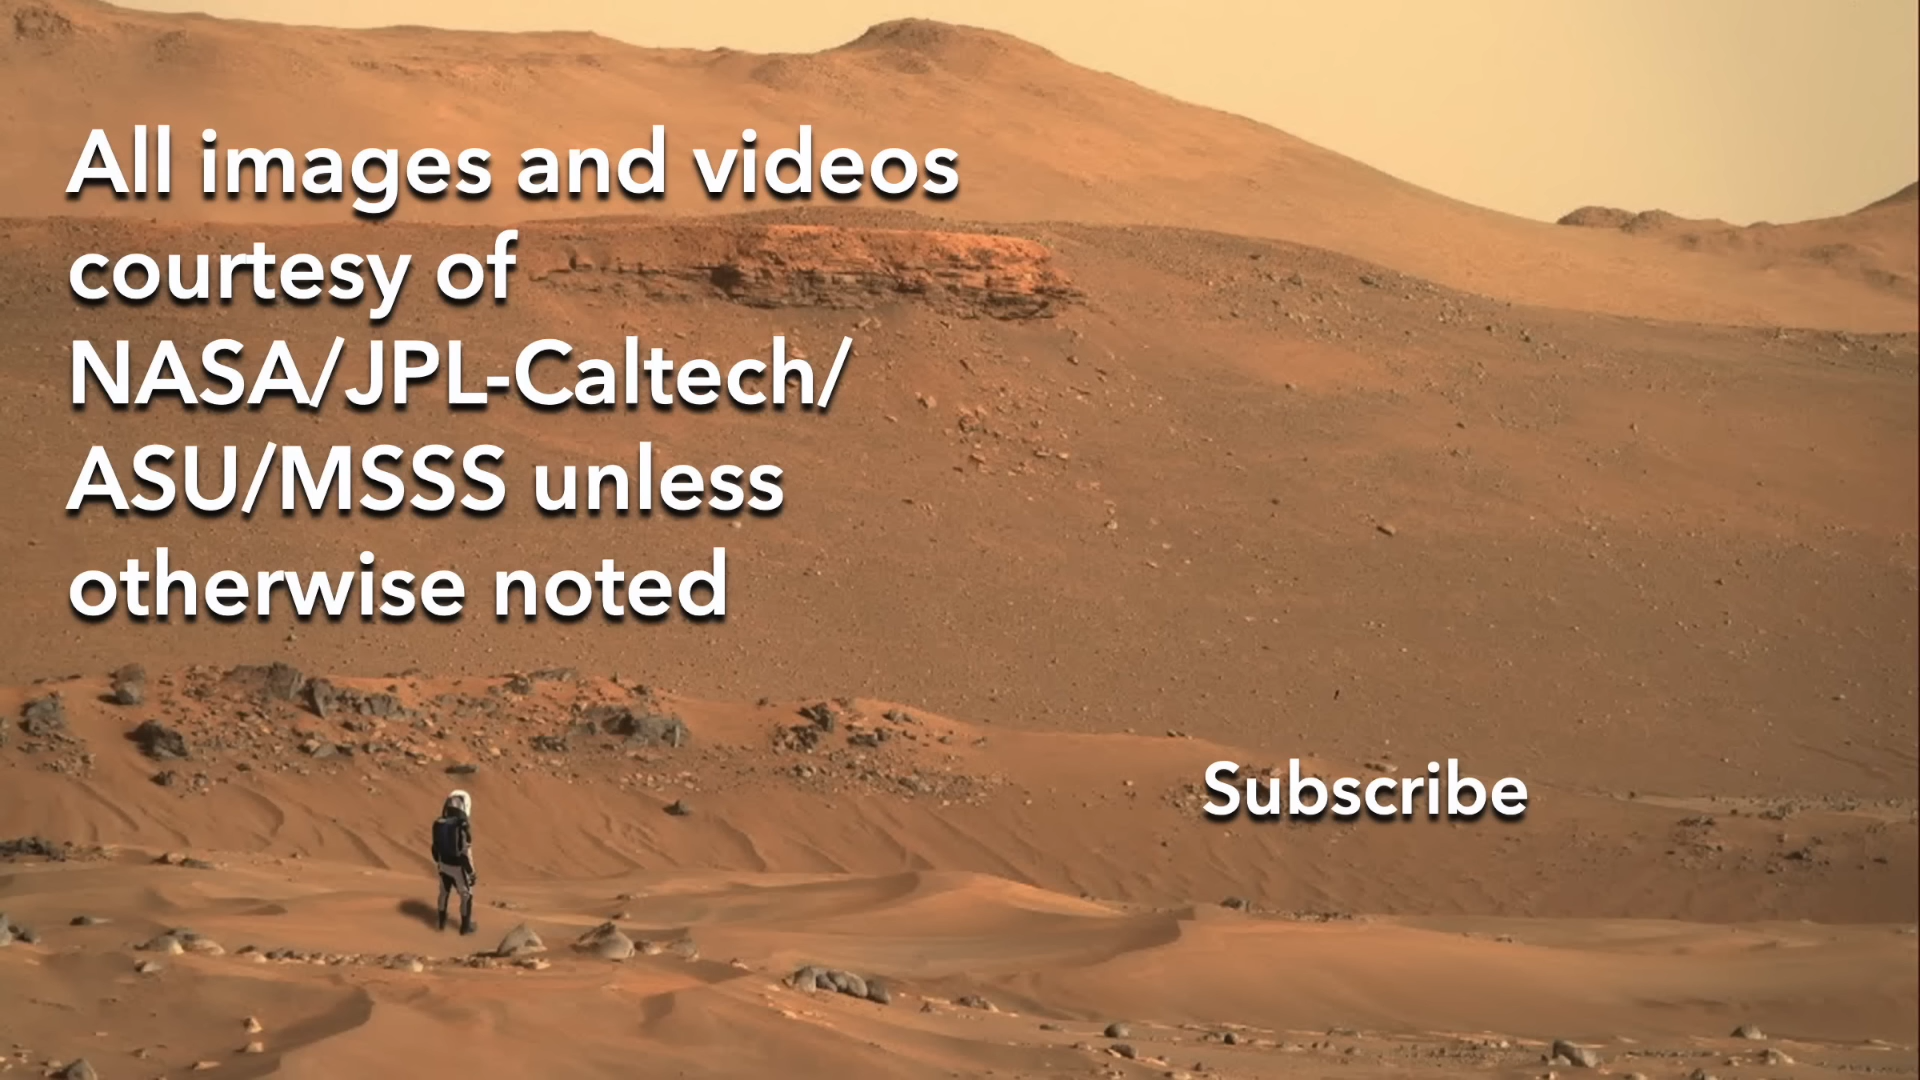 All images and videos
courtesy of
NASA/JPL-Caltech/
ASU/MSSS unless
otherwise noted
Subscribe